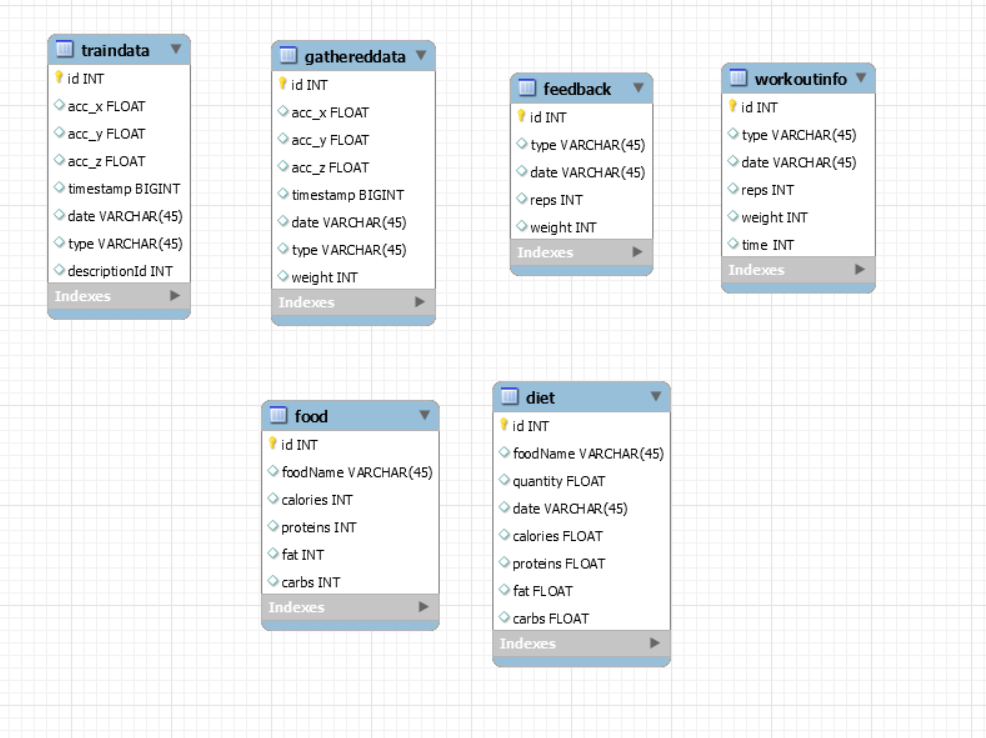 traindata
id INT
acc_x FLOAT
acc_y FLOAT
acc_z FLOAT
timestamp BIGINT
date VARCHAR(45)
type VARCHAR(45)
descriptionId INT
Indexes
gathereddata
id INT
acc_x FLOAT
acc_y FLOAT
acc_z FLOAT
timestamp BIGINT
date VARCHAR(45)
type VARCHAR(45)
weight INT
Indexes
feedback
id INT
type VARCHAR(45)
date VARCHAR(45)
reps INT
weight INT
Indexes
workoutinfo
id INT
type VARCHAR(45)
date VARCHAR(45)
reps INT
weight INT
time INT
Indexes
food
id INT
foodName VARCHAR(45)
calories INT
proteins INT
fat INT
carbs INT
Indexes
diet
id INT
foodName VARCHAR(45)
quantity FLOAT
date VARCHAR(45)
calories FLOAT
proteins FLOAT
fat FLOAT
carbs FLOAT
Indexes